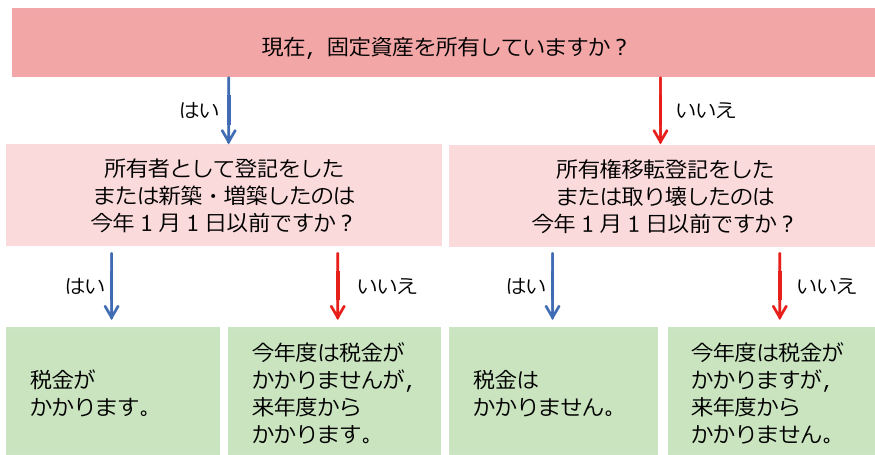 現在，固定資産を所有していますか？
はい
いいえ
所有者として登記をした
または新築・増築したのは
今年１月１日以前ですか？
所有権移転登記をした
または取り壊したのは
今年１月１日以前ですか？
はい
いいえ
はい
いいえ
税金が
かかります。
今年度は税金が
かかりませんが，
来年度から
かかります。
税金は
かかりません。
今年度は税金が
かかりますが，
来年度から
かかりません。